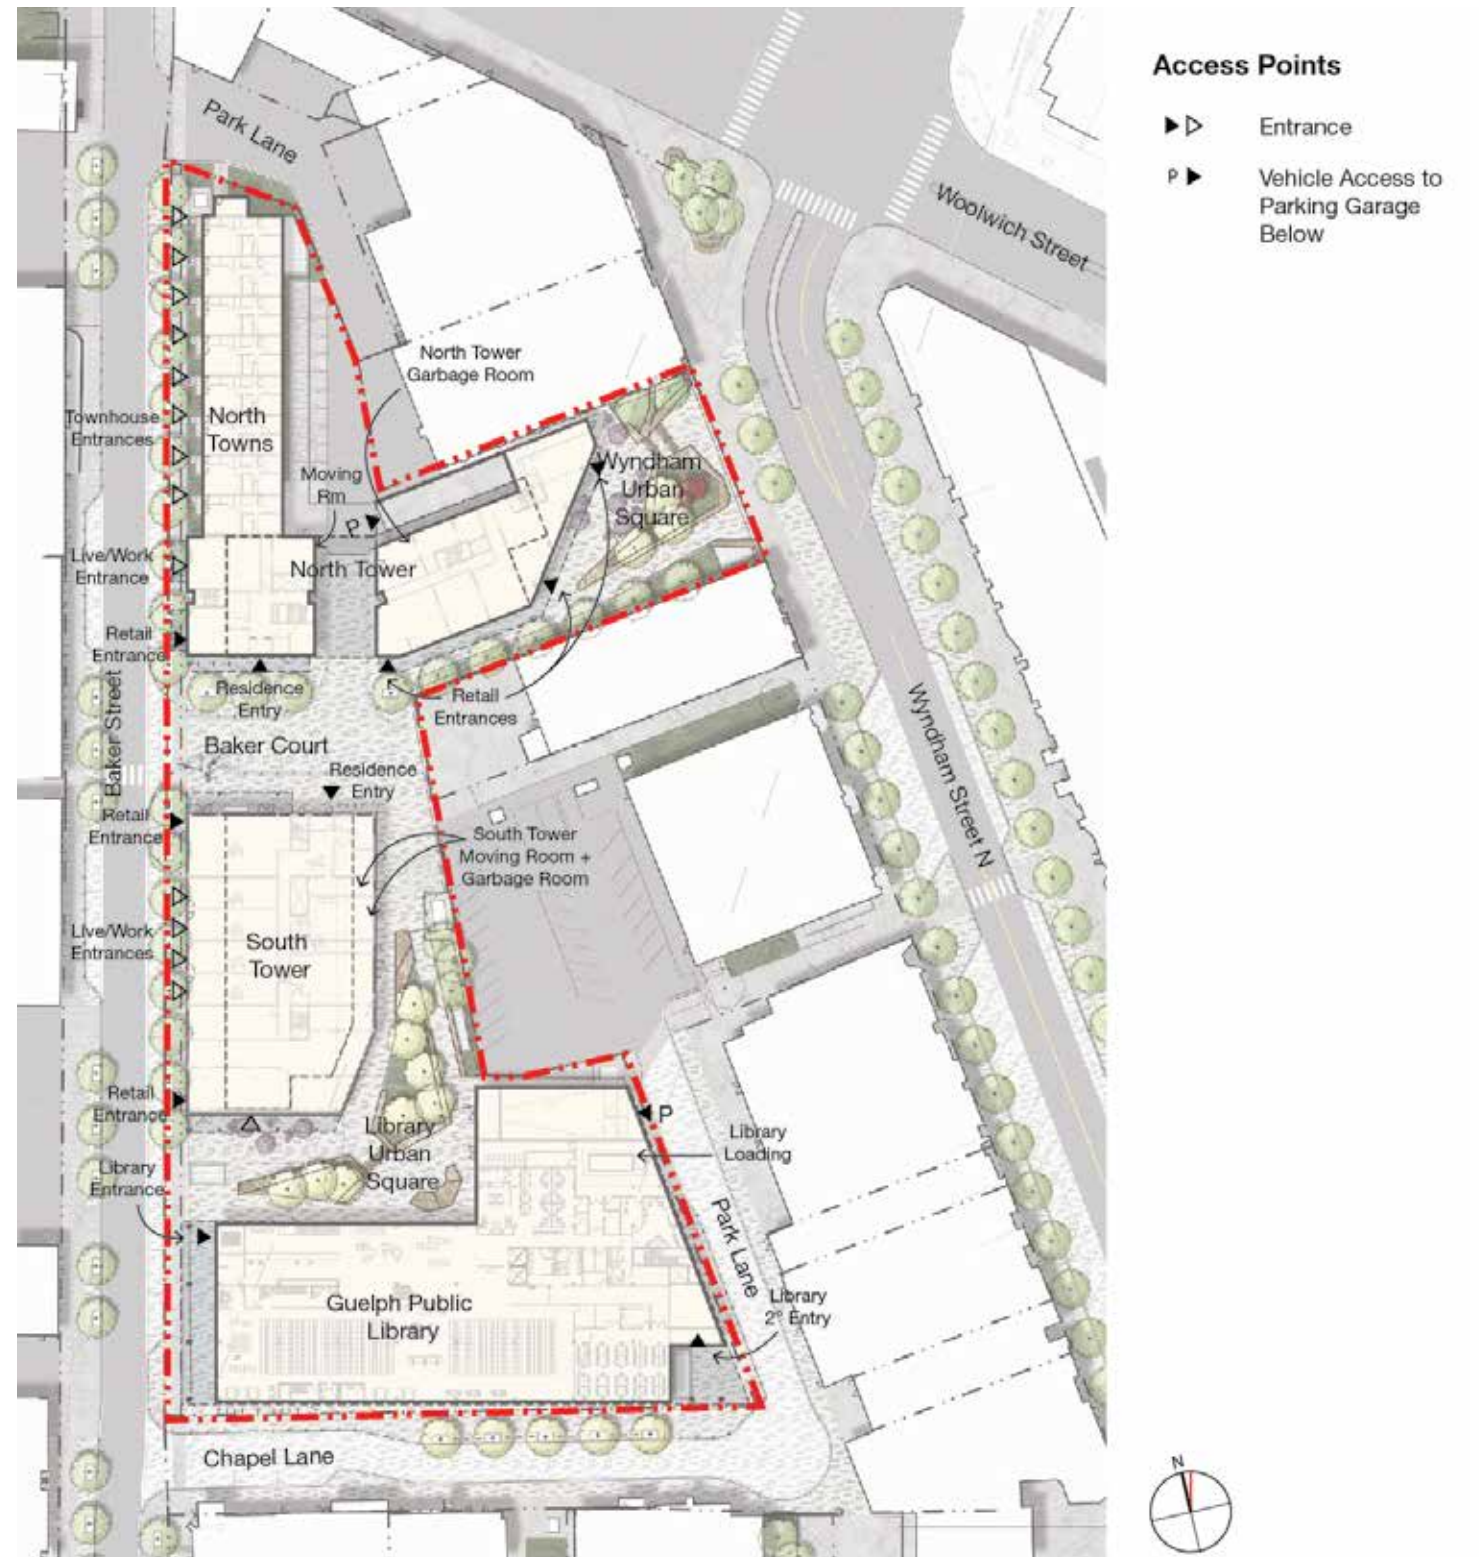 Access Points
Entrance
P
Vehicle Access to
Parking Garage
Below
Park Lane
Woolwich Street
North Tower
Garbage Room
Townhouse
Entrances
North
Towns
Moving
Rm
P
Wyndham
Urban
Square
Live/Work
Entrance
North Tower
Retail
Entrance
Baker Street
Residence
Entry
Retail
Entrances
Wyndham Street N
Baker Court
Residence
Entry
Retail
Entrance
South Tower
Moving Room +
Garbage Room
Live/Work
Entrances
South
Tower
Retail
Entrance
P
Library
Urban
Square
Library
Loading
Library
Entrance
Park Lane
Guelph Public
Library
Library
2° Entry
Chapel Lane
N